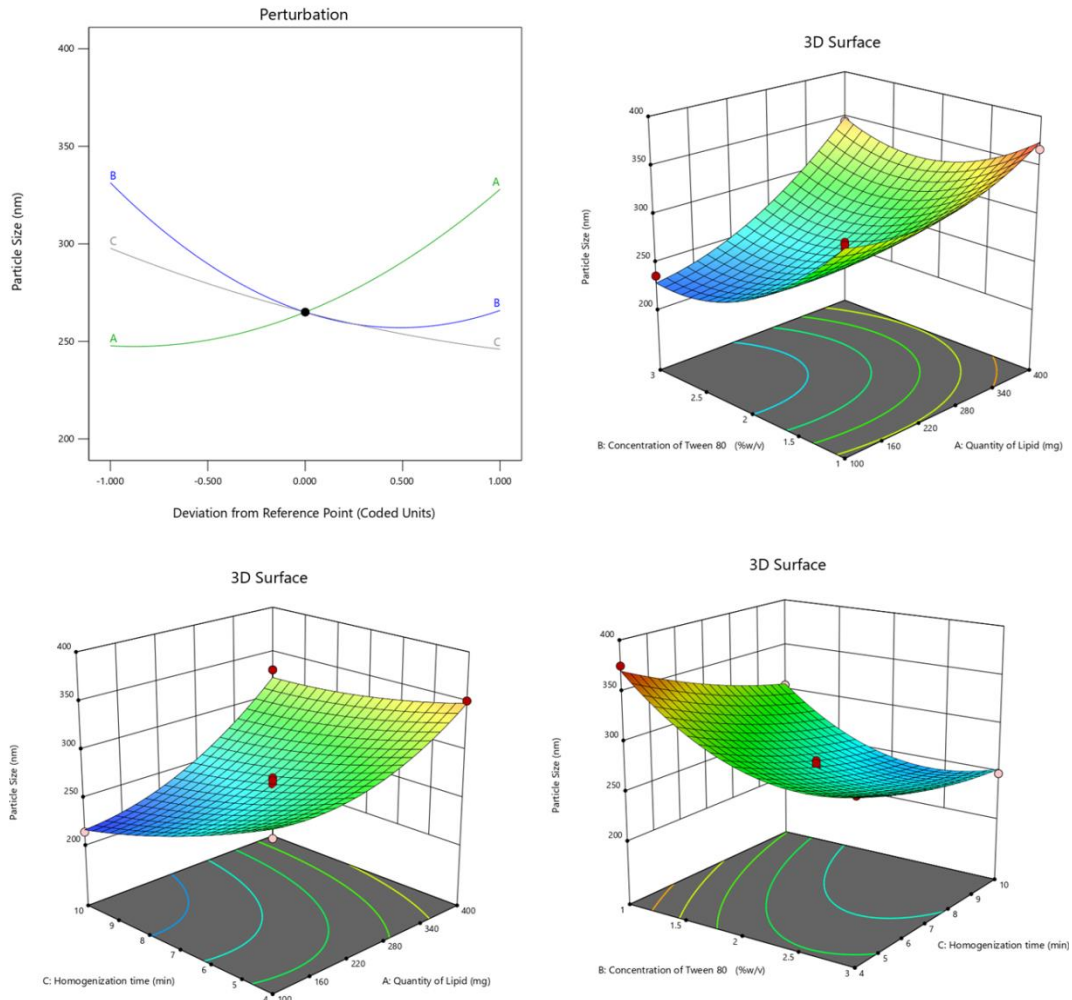 Perturbation
400
350
300
250
200
Particle Size (nm)
B
C
A
A
B
C
-1.000
-0.500
0.000
0.500
1.000
Deviation from Reference Point (Coded Units)
3D Surface
400
350
300
250
200
Particle Size (nm)
3
2.5
2
1.5
1
100
160
220
280
340
400
B: Concentration of Tween 80 (%w/v)
A: Quantity of Lipid (mg)
3D Surface
400
350
300
250
200
Particle Size (nm)
10
9
8
7
6
5
4
100
160
220
280
340
400
C: Homogenization time (min)
A: Quantity of Lipid (mg)
3D Surface
400
350
300
250
200
Particle Size (nm)
1
1.5
2
2.5
3
4
5
6
7
8
9
10
B: Concentration of Tween 80 (%w/v)
C: Homogenization time (min)